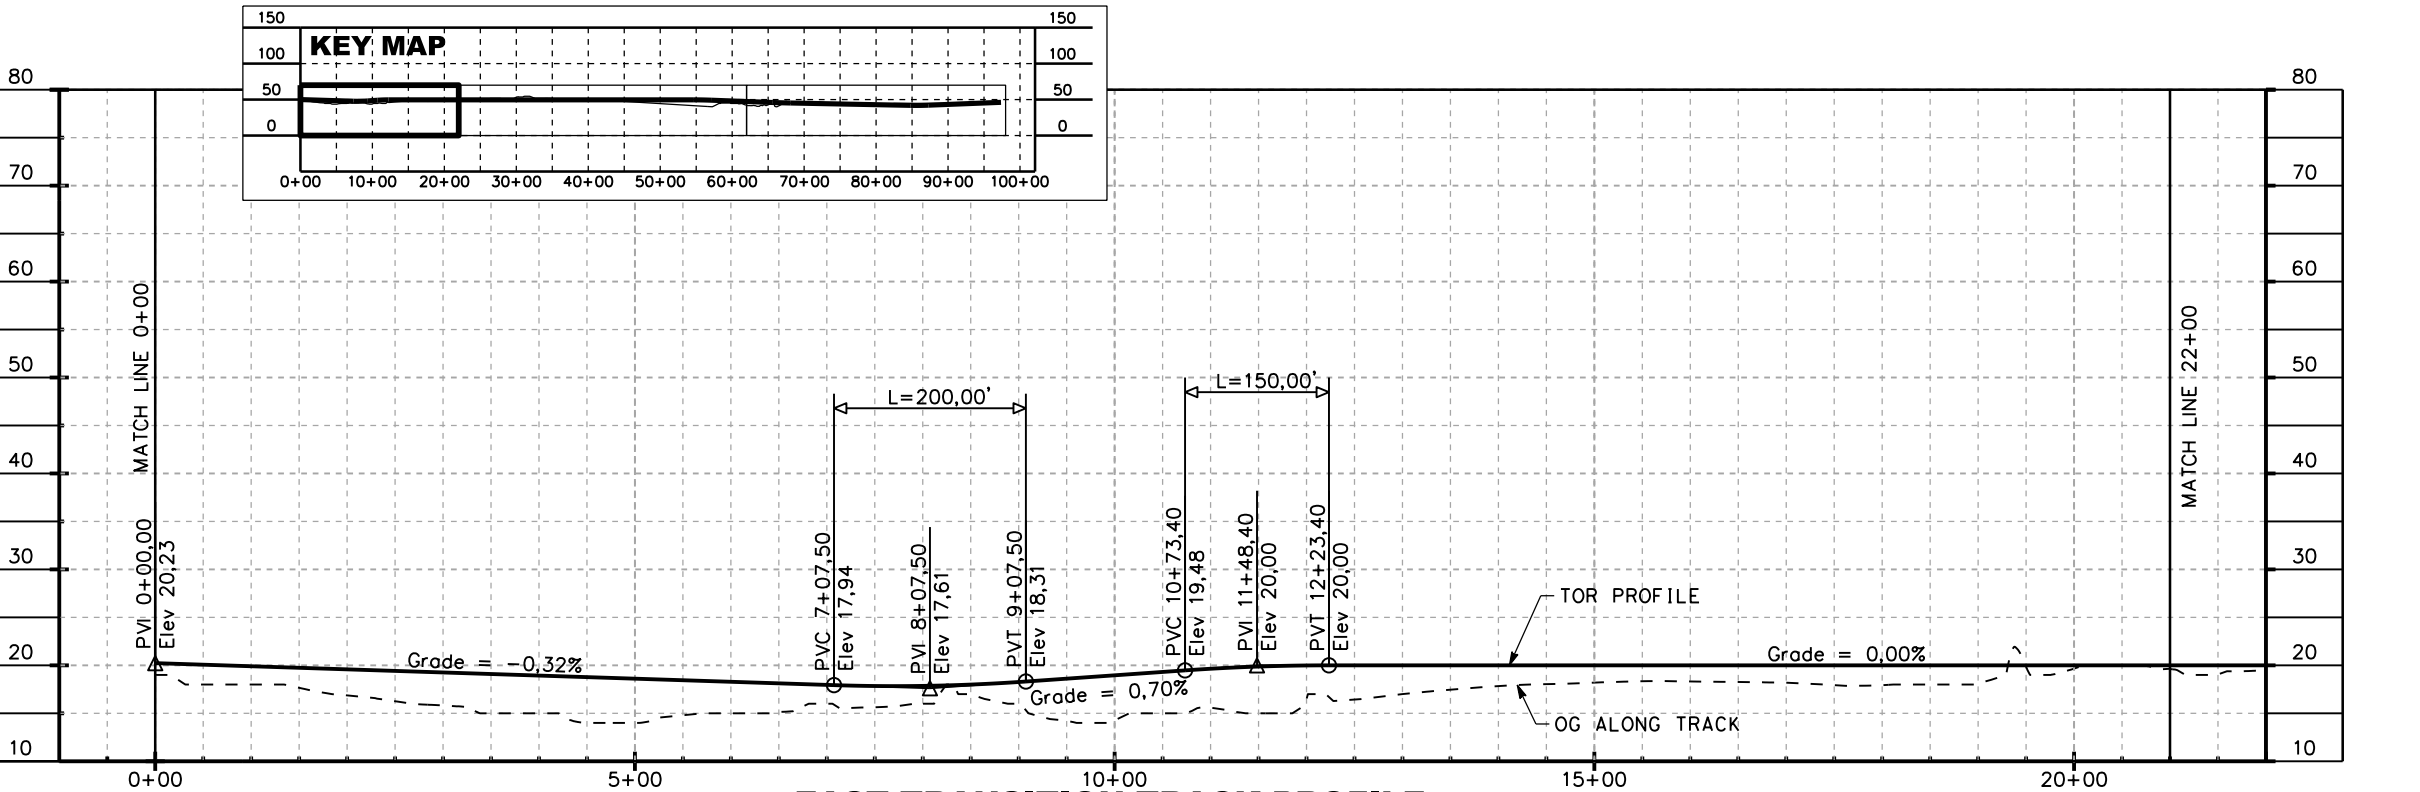 150 150
KEY MAP
100 100
50 50
0 0
0+00 10+00 20+00 30+00 40+00 50+00 60+00 70+00 80+00 90+00 100+00
80 80
70 70
60 60
50 50
40 40
30 30
20 20
10 10
MATCH LINE 0+00
PVI 0+00,00
Elev 20,23
Grade = -0,32%
L=200,00'
PVC 7+07,50
Elev 17,94
PVI 8+07,50
Elev 17,61
PVT 9+07,50
Elev 18,31
Grade = 0,70%
L=150,00'
PVC 10+73,40
Elev 19,48
PVI 11+48,40
Elev 20,00
PVT 12+23,40
Elev 20,00
TOR PROFILE
Grade = 0,00%
OG ALONG TRACK
MATCH LINE 22+00
0+00 5+00 10+00 15+00 20+00